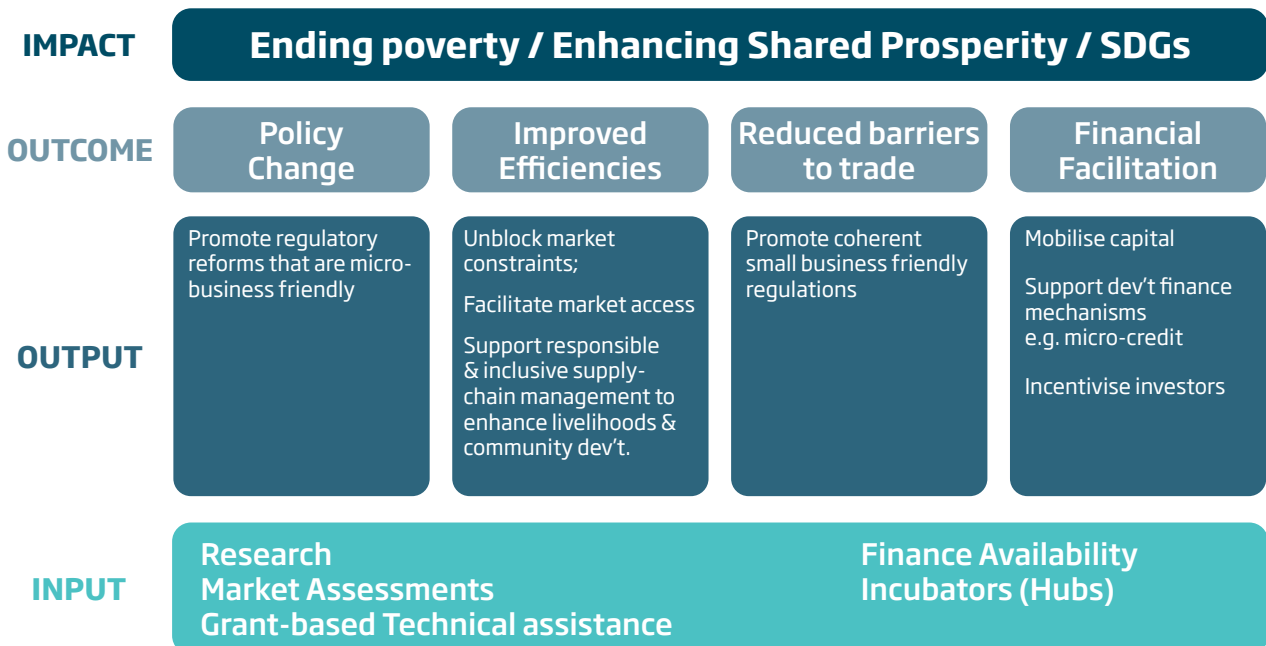 IMPACT
Ending poverty / Enhancing Shared Prosperity / SDGs
OUTCOME
Policy
Change
Improved
Efficiencies
Reduced barriers
to trade
Financial
Facilitation
OUTPUT
Promote regulatory
reforms that are micro-
business friendly
Unblock market
constraints;
Facilitate market access
Support responsible
& inclusive supply-
chain management to
enhance livelihoods &
community dev't.
Promote coherent
small business friendly
regulations
Mobilise capital
Support dev't finance
mechanisms
e.g. micro-credit
Incentivise investors
INPUT
Research
Market Assessments
Grant-based Technical assistance
Finance Availability
Incubators (Hubs)